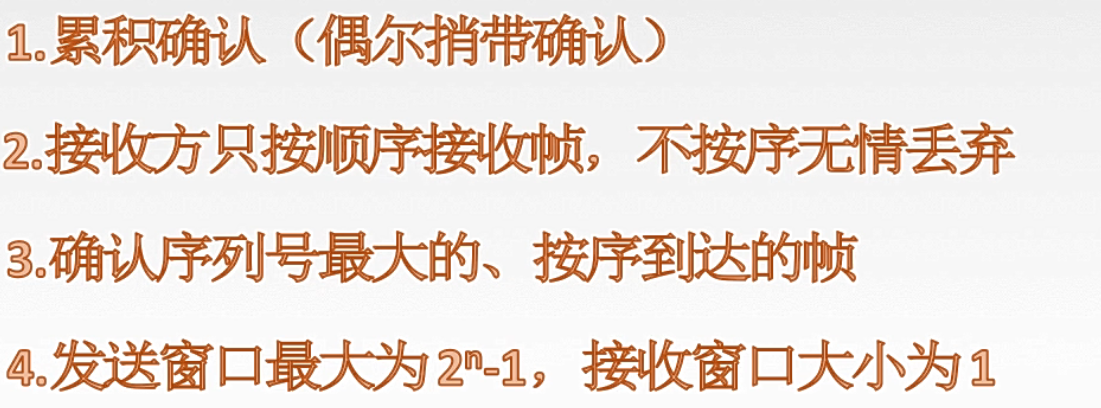 1.累积确认（偶尔捎带确认）
2.接收方只按顺序接收帧，不按序无情丢弃
3.确认序列号最大的、按序到达的帧
4.发送窗口最大为2ⁿ-1，接收窗口大小为1